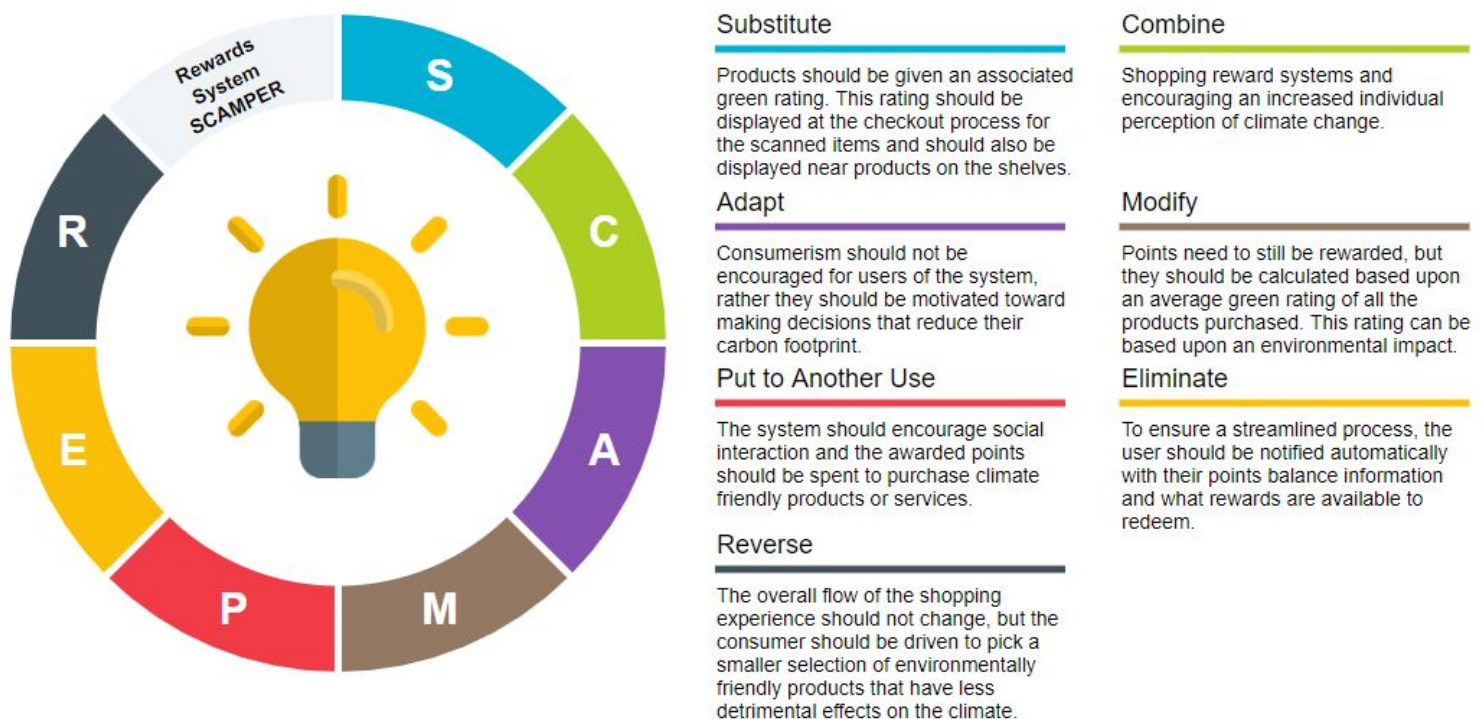 Rewards
System
SCAMPER
S
C
A
M
P
E
R
Substitute
Products should be given an associated
green rating. This rating should be
displayed at the checkout process for
the scanned items and should also be
displayed near products on the shelves.
Combine
Shopping reward systems and
encouraging an increased individual
perception of climate change.
Adapt
Consumerism should not be
encouraged for users of the system,
rather they should be motivated toward
making decisions that reduce their
carbon footprint.
Modify
Points need to still be rewarded, but
they should be calculated based upon
an average green rating of all the
products purchased. This rating can be
based upon an environmental impact.
Put to Another Use
The system should encourage social
interaction and the awarded points
should be spent to purchase climate
friendly products or services.
Eliminate
To ensure a streamlined process, the
user should be notified automatically
with their points balance information
and what rewards are available to
redeem.
Reverse
The overall flow of the shopping
experience should not change, but the
consumer should be driven to pick a
smaller selection of environmentally
friendly products that have less
detrimental effects on the climate.